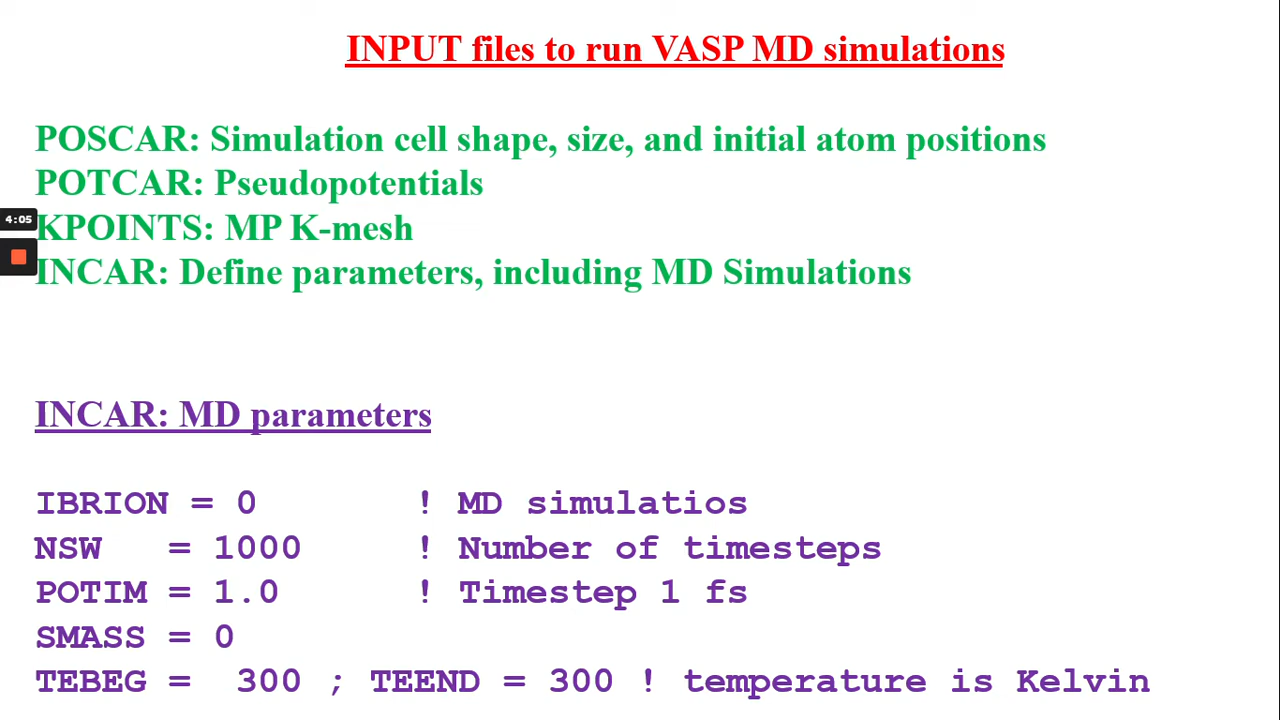 INPUT files to run VASP MD simulations
POSCAR: Simulation cell shape, size, and initial atom positions
POTCAR: Pseudopotentials
4:05
KPOINTS: MP K-mesh
INCAR: Define parameters, including MD Simulations
INCAR: MD parameters
IBRION = 0 ! MD simulatios
NSW = 1000 ! Number of timesteps
POTIM = 1.0 ! Timestep 1 fs
SMASS = 0
TEBEG = 300 ; TEEND = 300 ! temperature is Kelvin